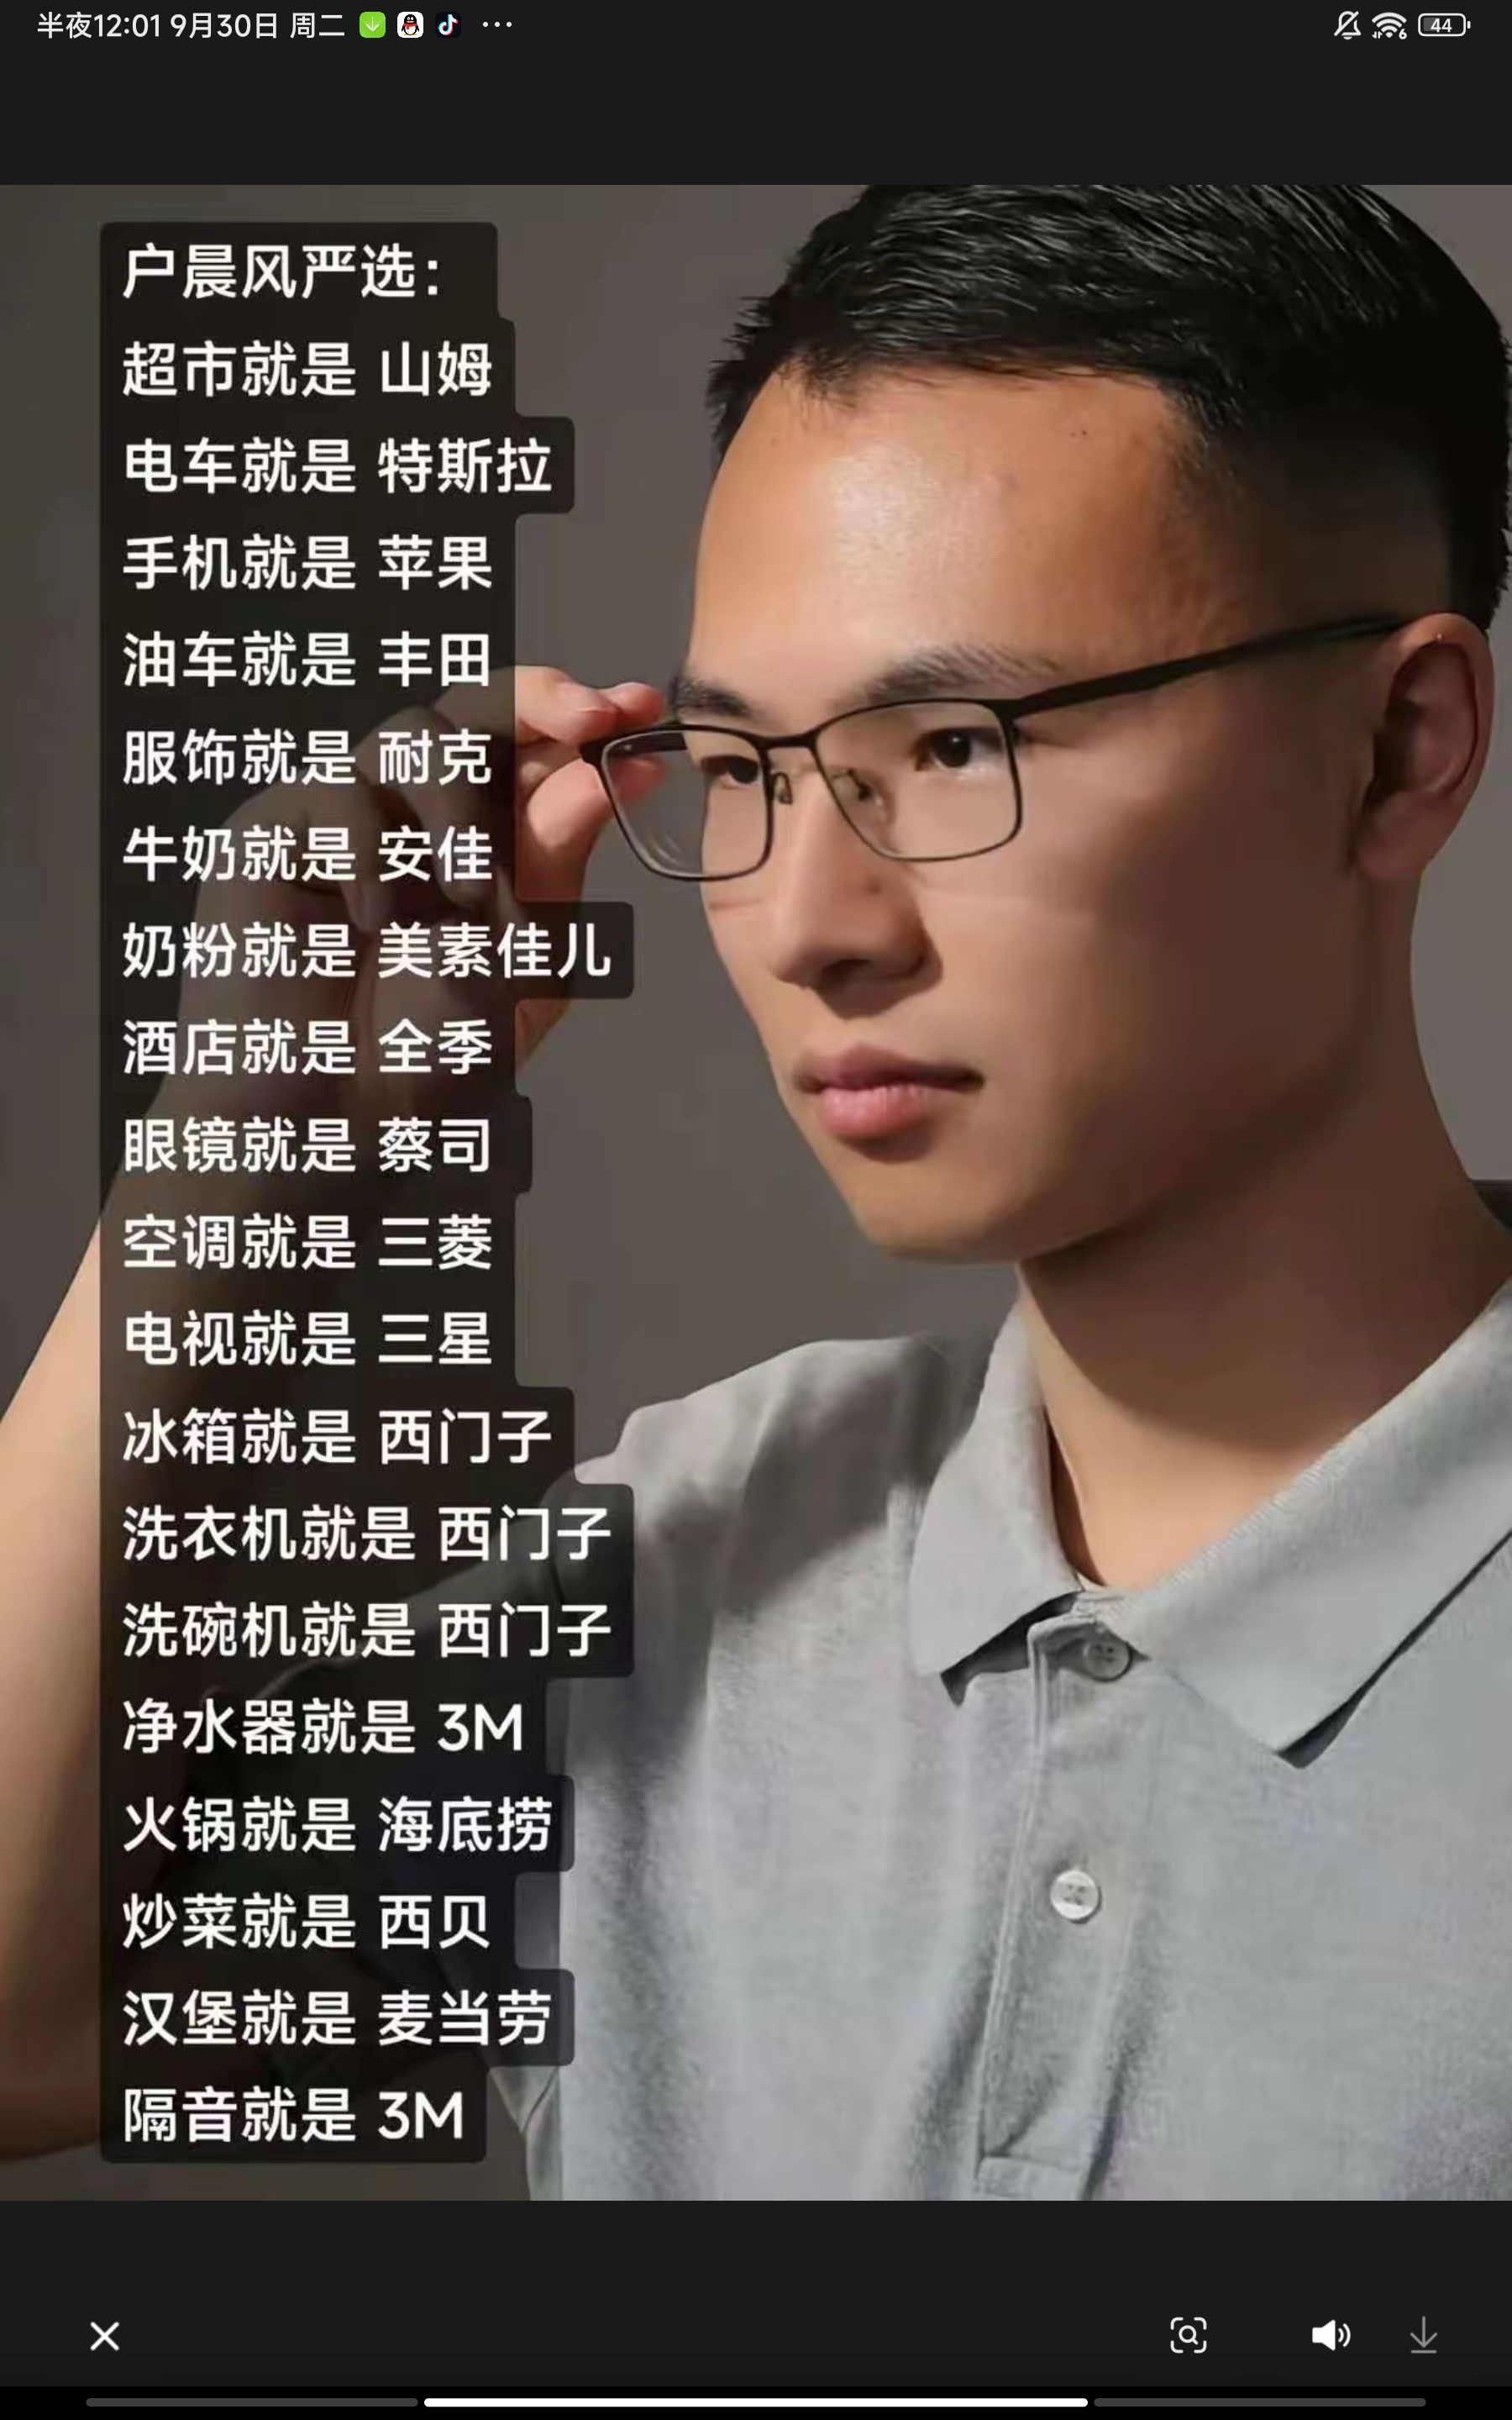 半夜12:01 9月30日 周二
44
户晨风严选：
超市就是 山姆
电车就是 特斯拉
手机就是 苹果
油车就是 丰田
服饰就是 耐克
牛奶就是 安佳
奶粉就是 美素佳儿
酒店就是 全季
眼镜就是 蔡司
空调就是 三菱
电视就是 三星
冰箱就是 西门子
洗衣机就是 西门子
洗碗机就是 西门子
净水器就是 3M
火锅就是 海底捞
炒菜就是 西贝
汉堡就是 麦当劳
隔音就是 3M